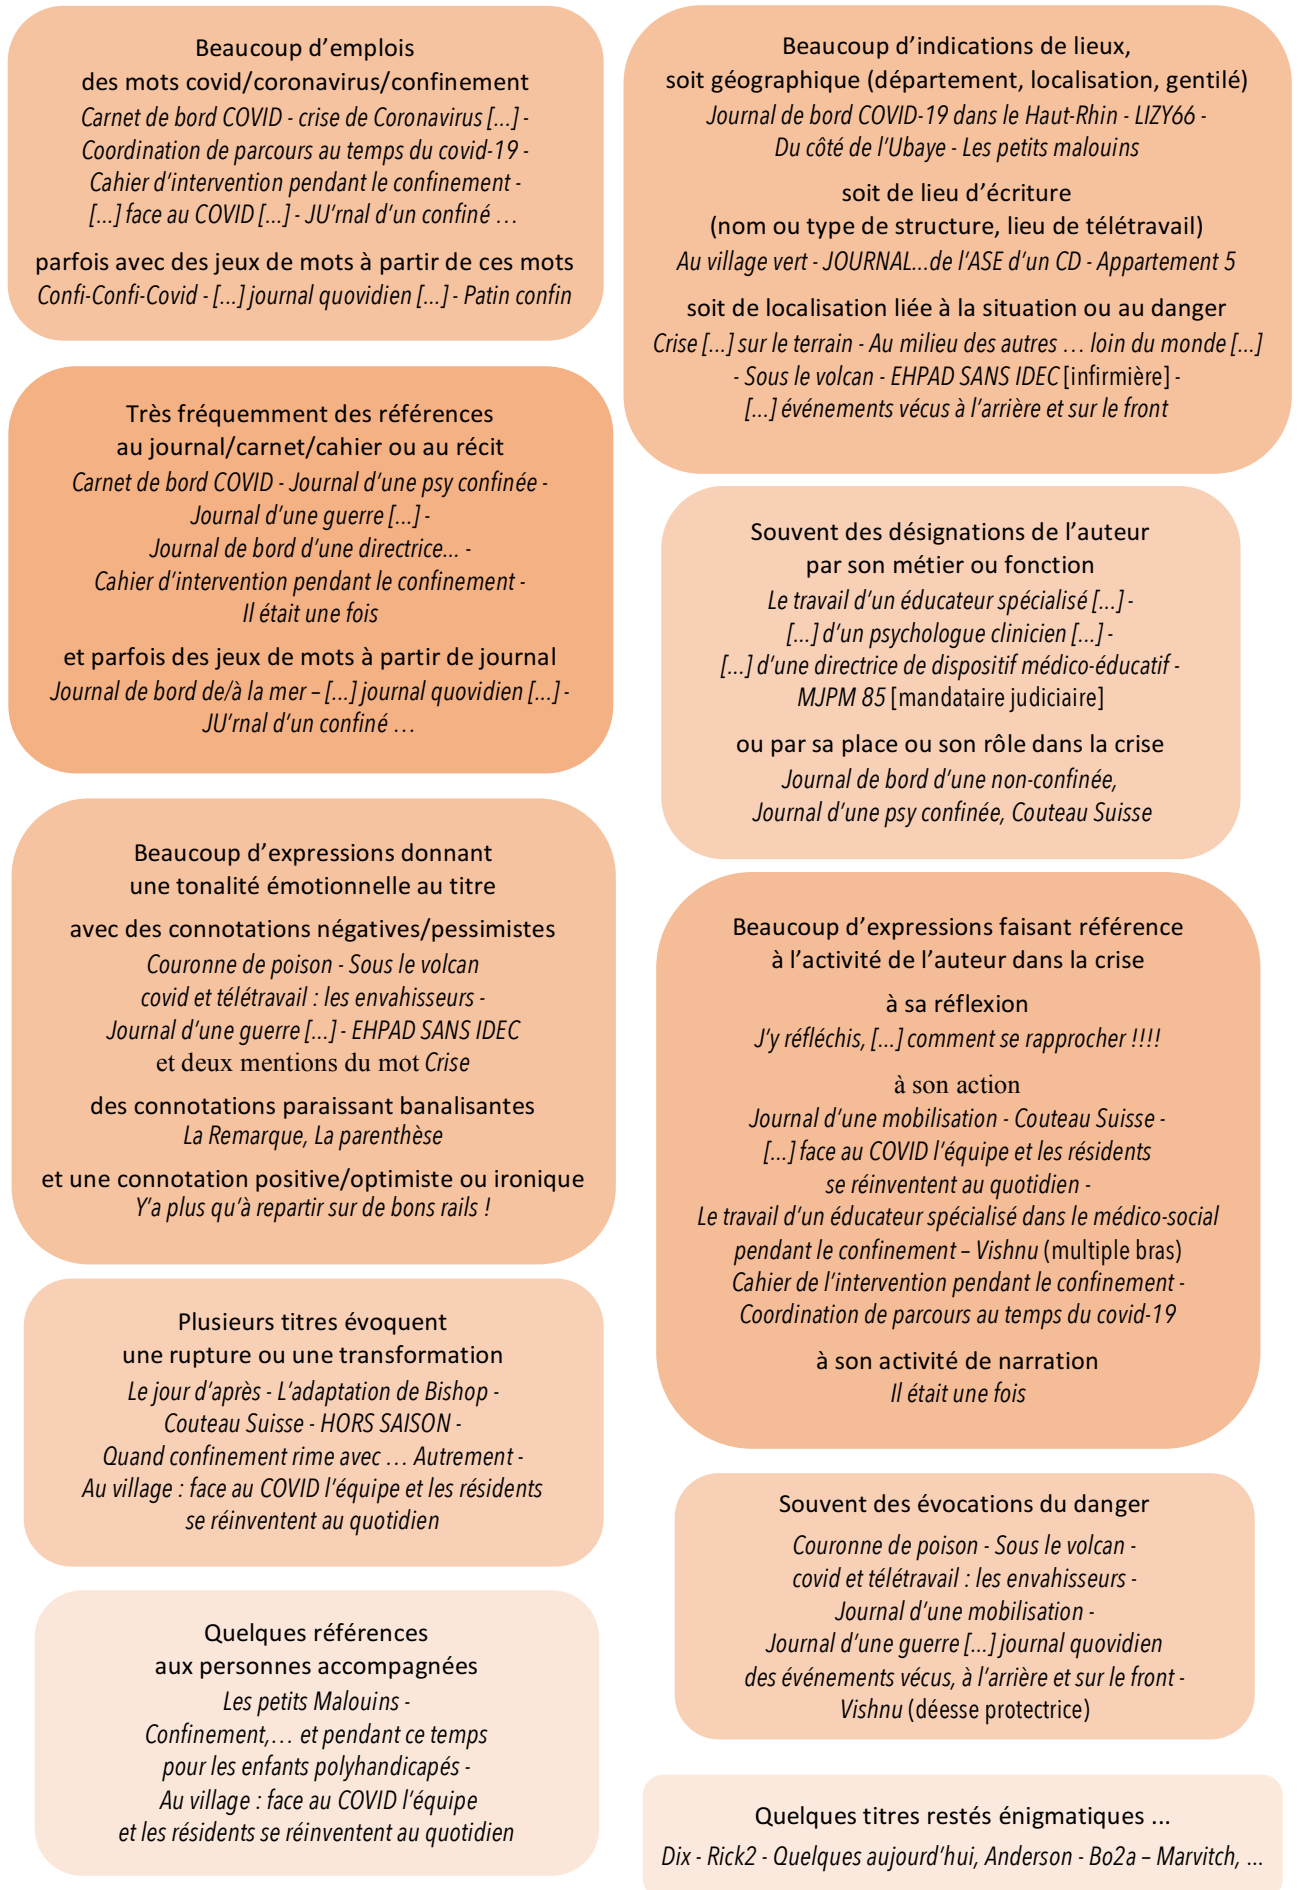 Beaucoup d'emplois
des mots covid/coronavirus/confinement
Carnet de bord COVID - crise de Coronavirus [...] -
Coordination de parcours au temps du covid-19 -
Cahier d'intervention pendant le confinement -
[...] face au COVID [...] - JU'rnal d'un confiné …
parfois avec des jeux de mots à partir de ces mots
Confi-Confi-Covid - [...] journal quovidien [...] - Patin confin
Très fréquemment des références
au journal/carnet/cahier ou au récit
Carnet de bord COVID - Journal d'une psy confinée -
Journal d'une guerre [...] -
Journal de bord d'une directrice... -
Cahier d'intervention pendant le confinement -
Il était une fois
et parfois des jeux de mots à partir de journal
Journal de bord de/à la mer – [...] journal quovidien [...] -
JU'rnal d'un confiné …
Beaucoup d'expressions donnant
une tonalité émotionnelle au titre
avec des connotations négatives/pessimistes
Couronne de poison - Sous le volcan
covid et télétravail : les envahisseurs -
Journal d'une guerre [...] - EHPAD SANS IDEC
et deux mentions du mot Crise
des connotations paraissant banalisantes
La Remarque, La parenthèse
et une connotation positive/optimiste ou ironique
Y'a plus qu'à repartir sur de bons rails !
Plusieurs titres évoquent
une rupture ou une transformation
Le jour d'après - L'adaptation de Bishop -
Couteau Suisse - HORS SAISON -
Quand confinement rime avec … Autrement -
Au village : face au COVID l'équipe et les résidents
se réinventent au quotidien
Quelques références
aux personnes accompagnées
Les petits Malouins -
Confinement,… et pendant ce temps
pour les enfants polyhandicapés -
Au village : face au COVID l'équipe
et les résidents se réinventent au quotidien
Beaucoup d'indications de lieux,
soit géographique (département, localisation, gentilé)
Journal de bord COVID-19 dans le Haut-Rhin - LIZY66 -
Du côté de l'Ubaye - Les petits malouins
soit de lieu d'écriture
(nom ou type de structure, lieu de télétravail)
Au village vert - JOURNAL...de l'ASE d'un CD - Appartement 5
soit de localisation liée à la situation ou au danger
Crise [...] sur le terrain - Au milieu des autres … loin du monde [...]
- Sous le volcan - EHPAD SANS IDEC [infirmière] -
[...] événements vécus à l'arrière et sur le front
Souvent des désignations de l'auteur
par son métier ou fonction
Le travail d'un éducateur spécialisé [...] -
[...] d'un psychologue clinicien [...] -
[...] d'une directrice de dispositif médico-éducatif -
MJPM 85 [mandataire judiciaire]
ou par sa place ou son rôle dans la crise
Journal de bord d'une non-confinée,
Journal d'une psy confinée, Couteau Suisse
Beaucoup d'expressions faisant référence
à l'activité de l'auteur dans la crise
à sa réflexion
J'y réfléchis, [...] comment se rapprocher !!!!
à son action
Journal d'une mobilisation - Couteau Suisse -
[...] face au COVID l'équipe et les résidents
se réinventent au quotidien -
Le travail d'un éducateur spécialisé dans le médico-social
pendant le confinement – Vishnu (multiple bras)
Cahier de l'intervention pendant le confinement -
Coordination de parcours au temps du covid-19
à son activité de narration
Il était une fois
Souvent des évocations du danger
Couronne de poison - Sous le volcan -
covid et télétravail : les envahisseurs -
Journal d'une mobilisation -
Journal d'une guerre [...] journal quovidien
des événements vécus, à l'arrière et sur le front -
Vishnu (déesse protectrice)
Quelques titres restés énigmatiques ...
Dix - Rick2 - Quelques aujourd'hui, Anderson - Bo2a – Marvitch, ...